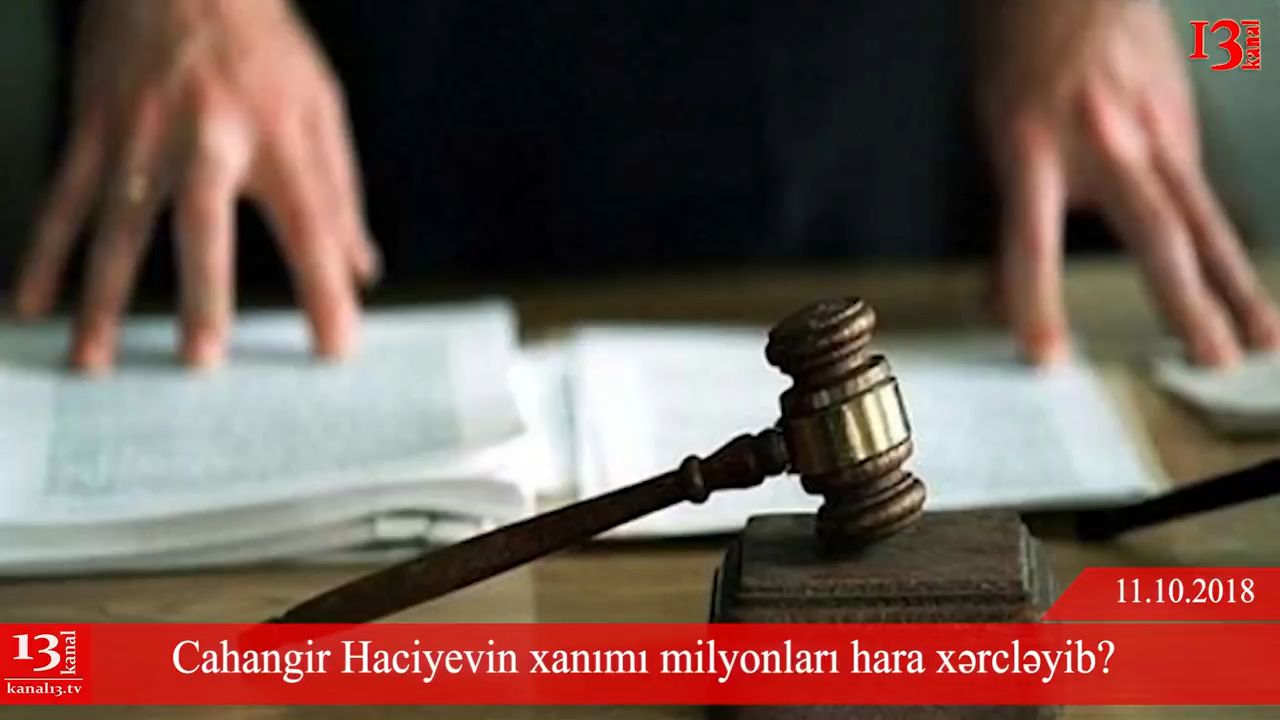 13 kanal
11.10.2018
13 kanal
kanal13.tv
Cahangir Haciyevin xanımı milyonları hara xərcləyib?